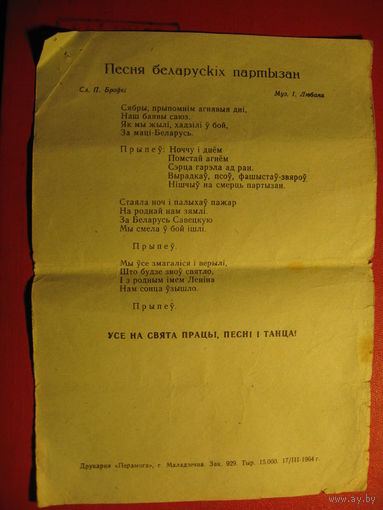 Песня беларускіх партызан
Сл. П. Броўкі
Муз. І. Любана
Сябры, прыпомнім агнявыя дні,
Наш баявы саюз.
Як мы жылі, хадзілі ў бой,
За маці-Беларусь.
Прыпеў: Ноччу і днём
Помстай агнём
Сэрца гарэла ад ран.
Вырадкаў, псоў, фашыстаў-звяроў
Нішчыў на смерць партызан.
Стаяла ноч і палыхаў пажар
На роднай нам зямлі.
За Беларусь Савецкую
Мы смела ў бой ішлі.
Прыпеў.
Мы ўсе змагаліся і верылі,
Што будзе зноў святло,
І з родным імем Леніна
Нам сонца ўзышло.
Прыпеў.
УСЕ НА СВЯТА ПРАЦЫ, ПЕСНІ І ТАНЦА!
Друкарня «Перамога», г. Маладзечна. Зак. 929. Тыр. 15.000. 17/III-1964 г.
ay.by